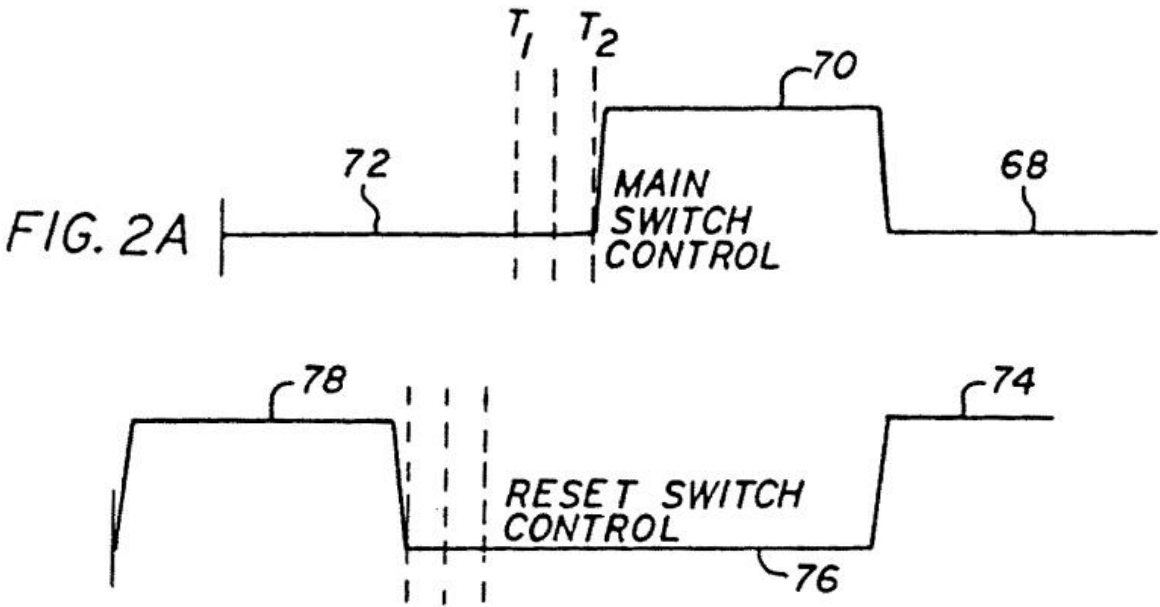 T1 T2
70
72
68
FIG. 2A
MAIN
SWITCH
CONTROL
78
74
RESET SWITCH
CONTROL
76